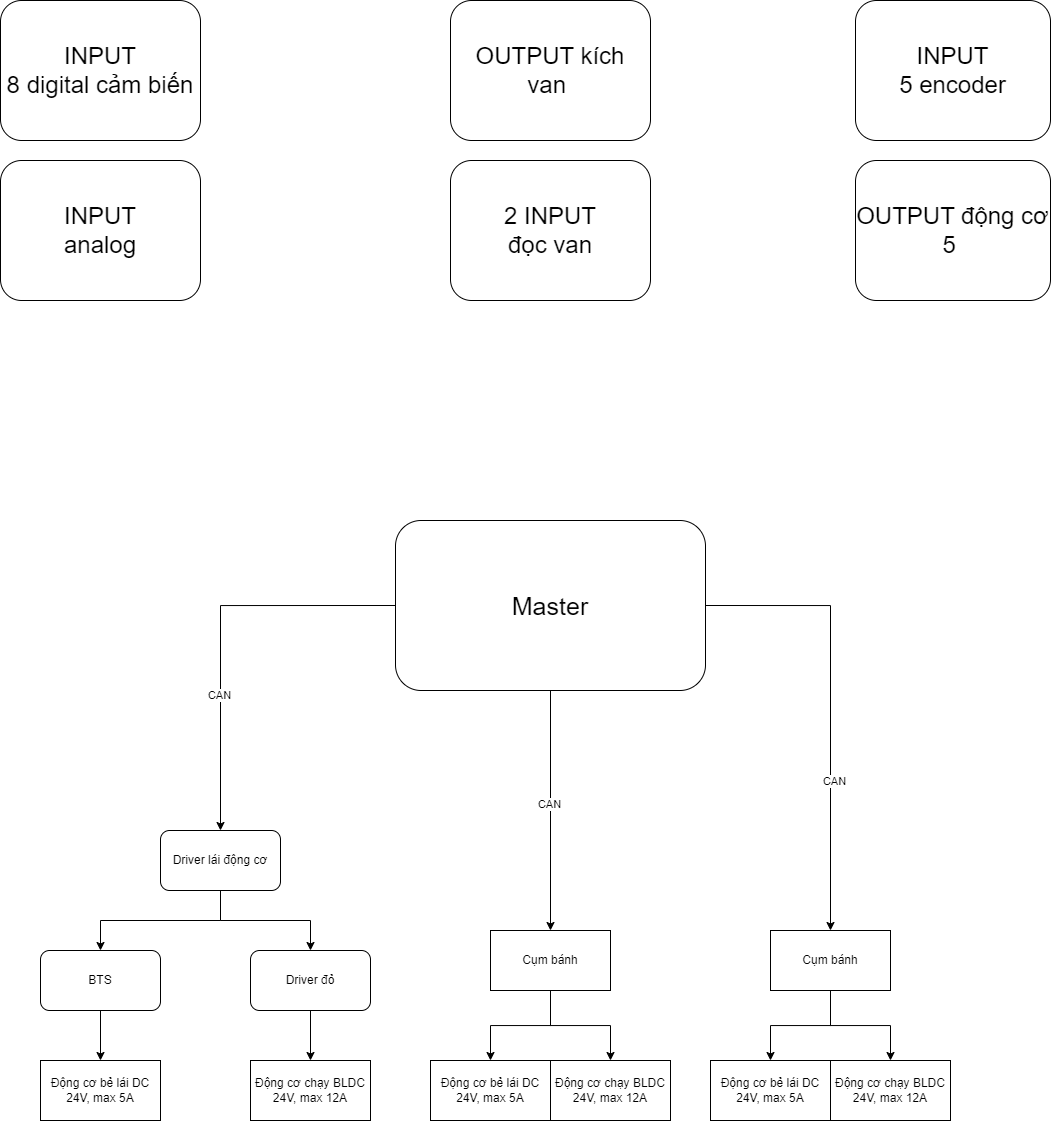 INPUT
8 digital cảm biến
OUTPUT kích
van
INPUT
5 encoder
INPUT
analog
2 INPUT
đọc van
OUTPUT động cơ
5
Master
CAN
CAN
CAN
Driver lái động cơ
Cụm bánh
Cụm bánh
BTS
Driver đỏ
Động cơ bẻ lái DC
24V, max 5A
Động cơ chạy BLDC
24V, max 12A
Động cơ bẻ lái DC
24V, max 5A
Động cơ chạy BLDC
24V, max 12A
Động cơ bẻ lái DC
24V, max 5A
Động cơ chạy BLDC
24V, max 12A